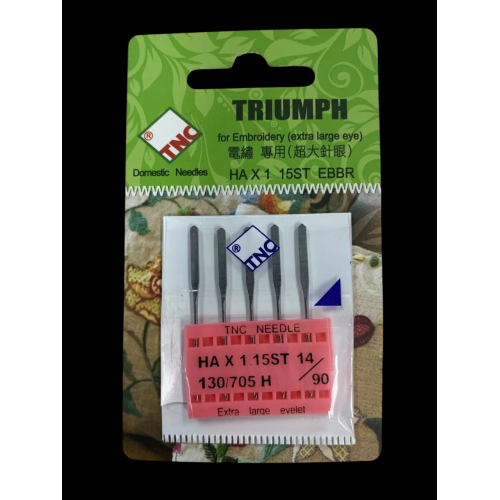 TNC
®
Domestic Needles
TRIUMPH
for Embroidery (extra large eye)
電繡 專用(超大針眼)
HA X 1 15ST EBBR
® TNC
TNC NEEDLE
HA X 1 15ST 14/90
130/705 H
Extra large eyelet